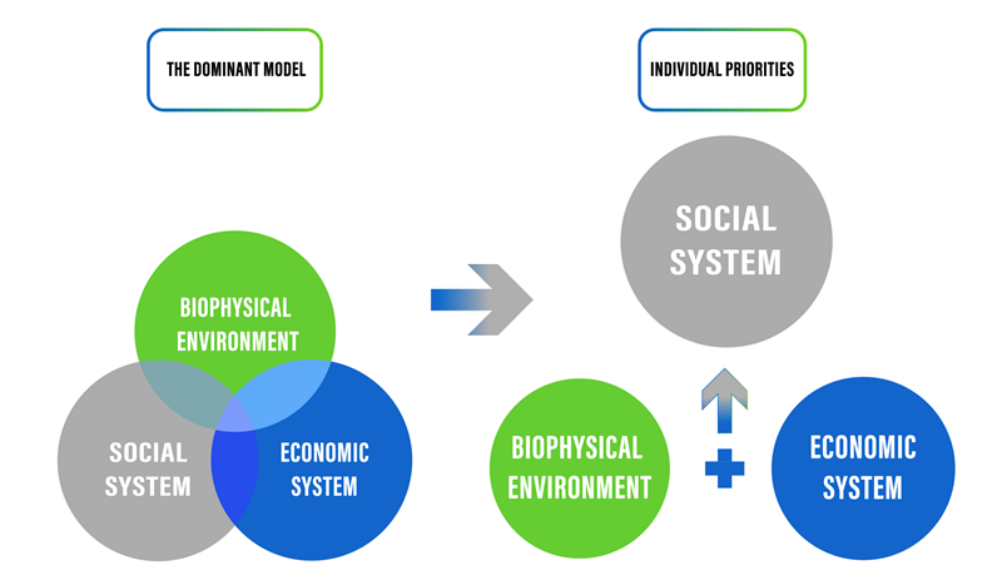 THE DOMINANT MODEL
INDIVIDUAL PRIORITIES
SOCIAL
SYSTEM
BIOPHYSICAL
ENVIRONMENT
SOCIAL
SYSTEM
ECONOMIC
SYSTEM
BIOPHYSICAL
ENVIRONMENT
ECONOMIC
SYSTEM